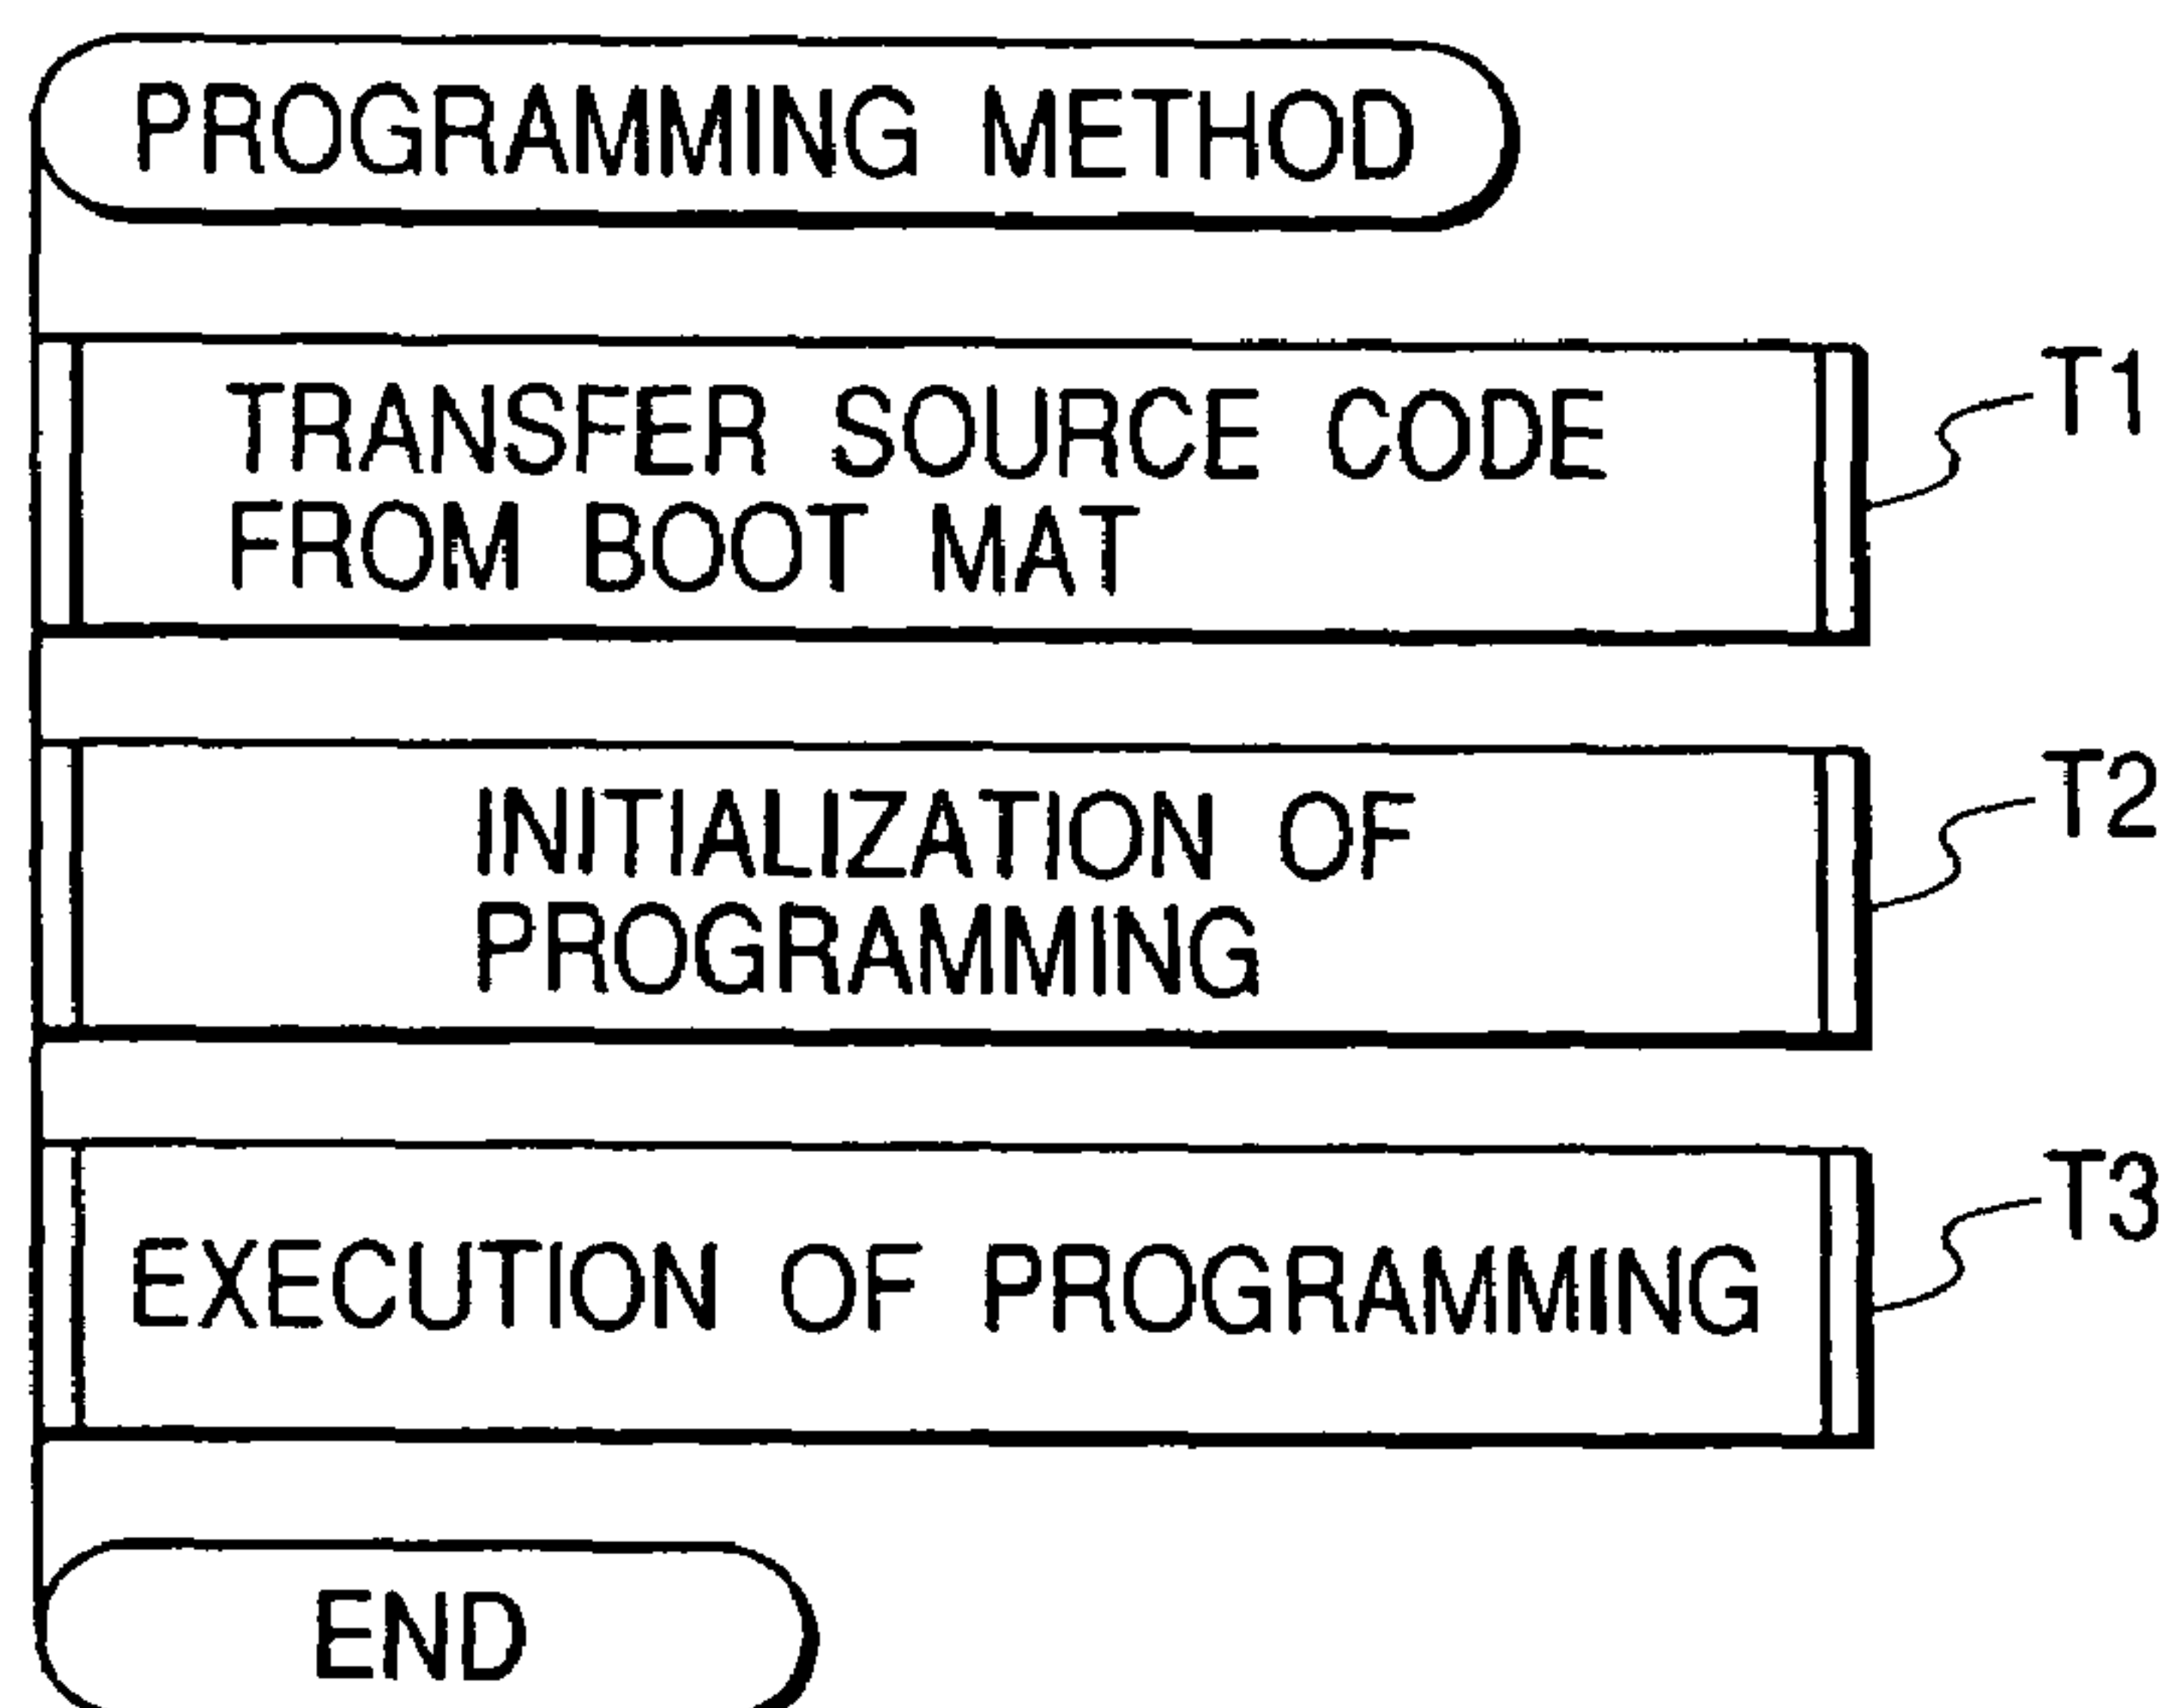 PROGRAMMING METHOD
TRANSFER SOURCE CODE
FROM BOOT MAT
T1
INITIALIZATION OF
PROGRAMMING
T2
EXECUTION OF PROGRAMMING
T3
END